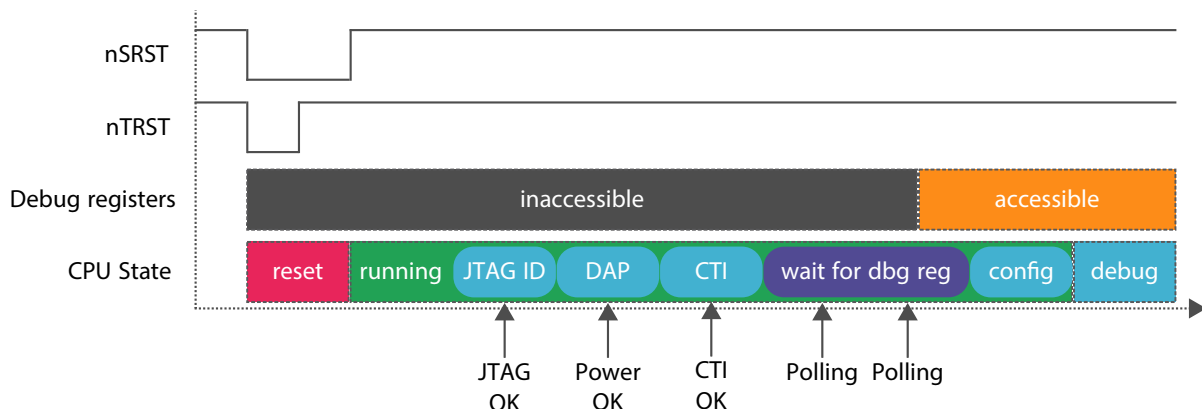 nSRST
nTRST
Debug registers
inaccessible
accessible
CPU State
reset
running
JTAG ID
DAP
CTI
wait for dbg reg
config
debug
JTAG
OK
Power
OK
CTI
OK
Polling
Polling